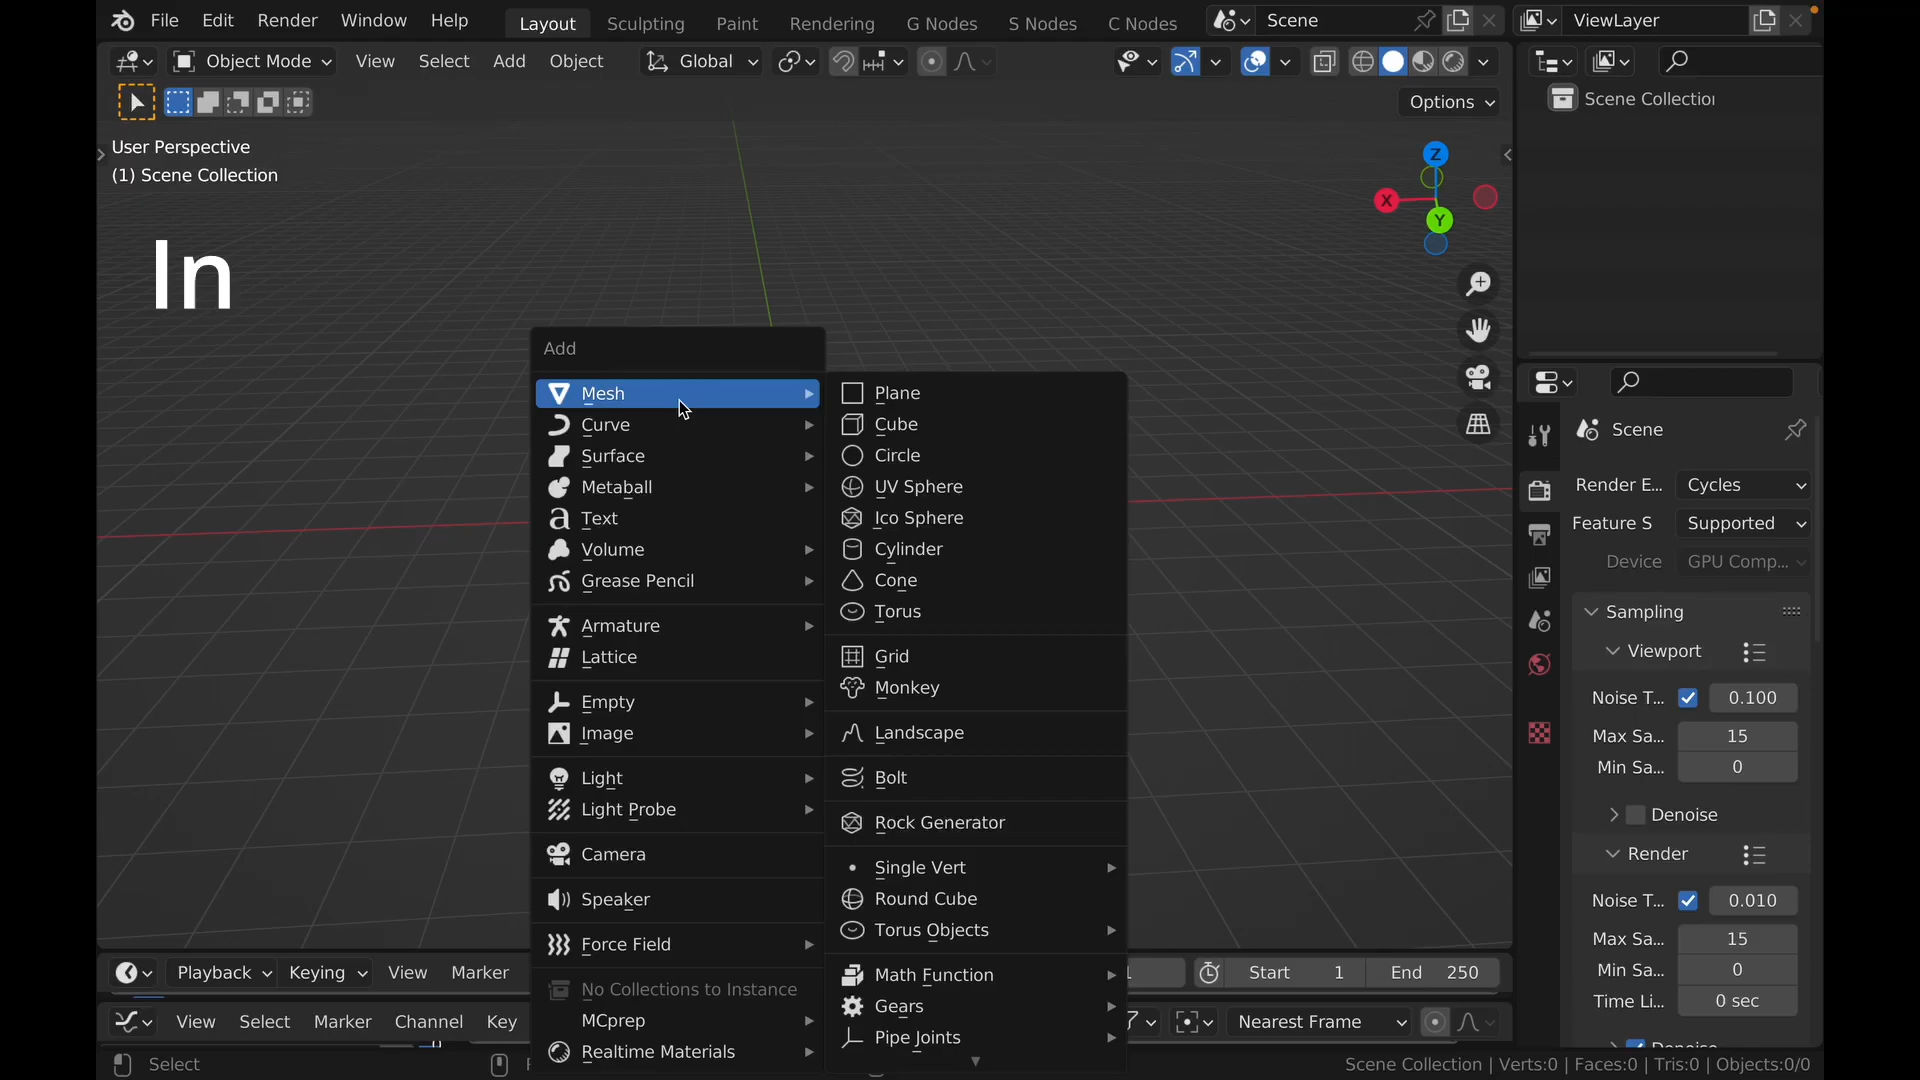 File Edit Render Window Help Layout Sculpting Paint Rendering G Nodes S Nodes C Nodes Scene ViewLayer
Object Mode View Select Add Object Global
Options
Scene Collectio
User Perspective
(1) Scene Collection
Z
X
Y
In
Add
Mesh
Curve
Surface
Metaball
Text
Volume
Grease Pencil
Armature
Lattice
Empty
Image
Light
Light Probe
Camera
Speaker
Force Field
No Collections to Instance
MCprep
Realtime Materials
Plane
Cube
Circle
UV Sphere
Ico Sphere
Cylinder
Cone
Torus
Grid
Monkey
Landscape
Bolt
Rock Generator
Single Vert
Round Cube
Torus Objects
Math Function
Gears
Pipe Joints
Scene
Render E... Cycles
Feature S Supported
Device GPU Comp...
Sampling
Viewport
Noise T... 0.100
Max Sa... 15
Min Sa... 0
Denoise
Render
Noise T... 0.010
Max Sa... 15
Min Sa... 0
Time Li... 0 sec
Playback Keying View Marker 1 Start 1 End 250
View Select Marker Channel Key Nearest Frame
Select
Scene Collection | Verts:0 | Faces:0 | Tris:0 | Objects:0/0